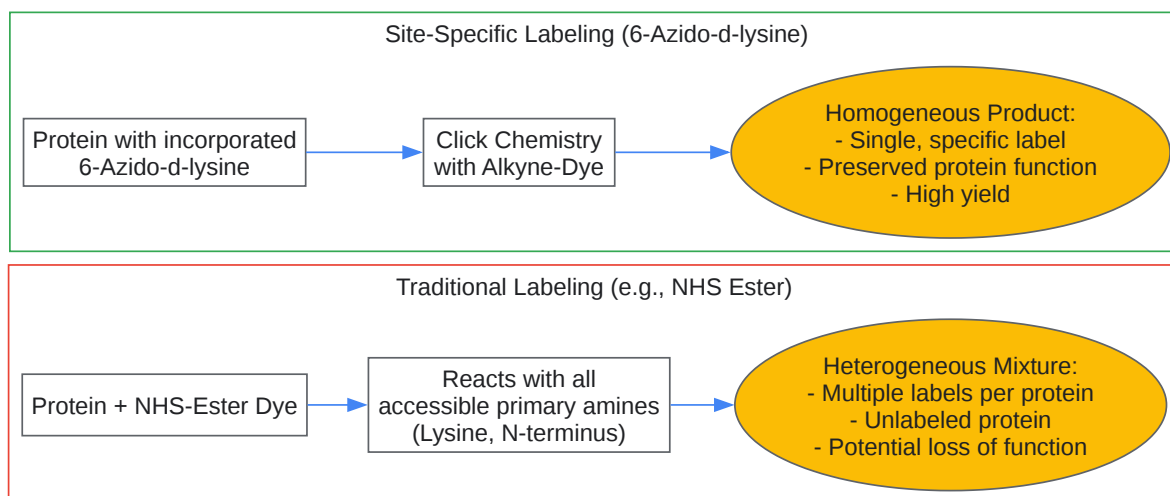 Site-Specific Labeling (6-Azido-d-lysine)
Protein with incorporated
6-Azido-d-lysine
Click Chemistry
with Alkyne-Dye
Homogeneous Product:
- Single, specific label
- Preserved protein function
- High yield
Traditional Labeling (e.g., NHS Ester)
Protein + NHS-Ester Dye
Reacts with all
accessible primary amines
(Lysine, N-terminus)
Heterogeneous Mixture:
- Multiple labels per protein
- Unlabeled protein
- Potential loss of function